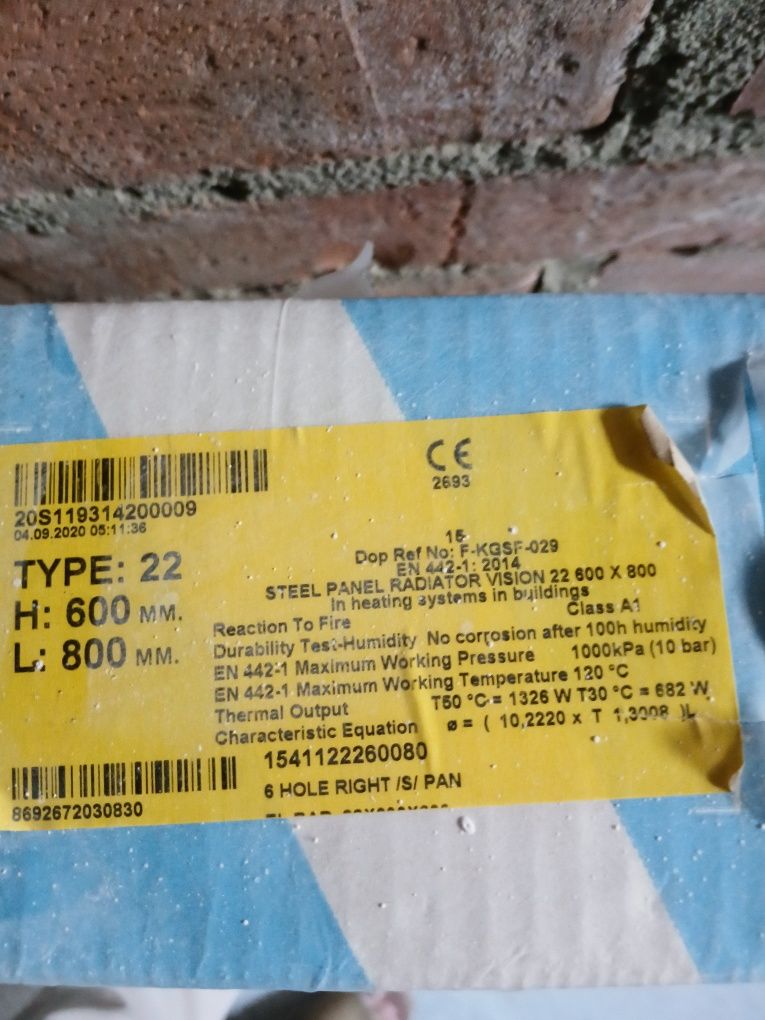 20S119314200009
04.09.2020 05:11:36
TYPE: 22
H: 600 MM.
L: 800 MM.
CE
2693
Dop Ref No: F-KGSF-029
EN 442-1: 2014
STEEL PANEL RADIATOR VISION 22 600 X 800
In heating systems in buildings
Reaction To Fire Class A1
Durability Test-Humidity No corrosion after 100h humidity
EN 442-1 Maximum Working Pressure 1000kPa (10 bar)
EN 442-1 Maximum Working Temperature 120 °C
Thermal Output T50 °C = 1326 W T30 °C = 682 W
Characteristic Equation ø = ( 10,2220 x T 1,3008 )L
1541122260080
6 HOLE RIGHT /S/ PAN
8692672030830